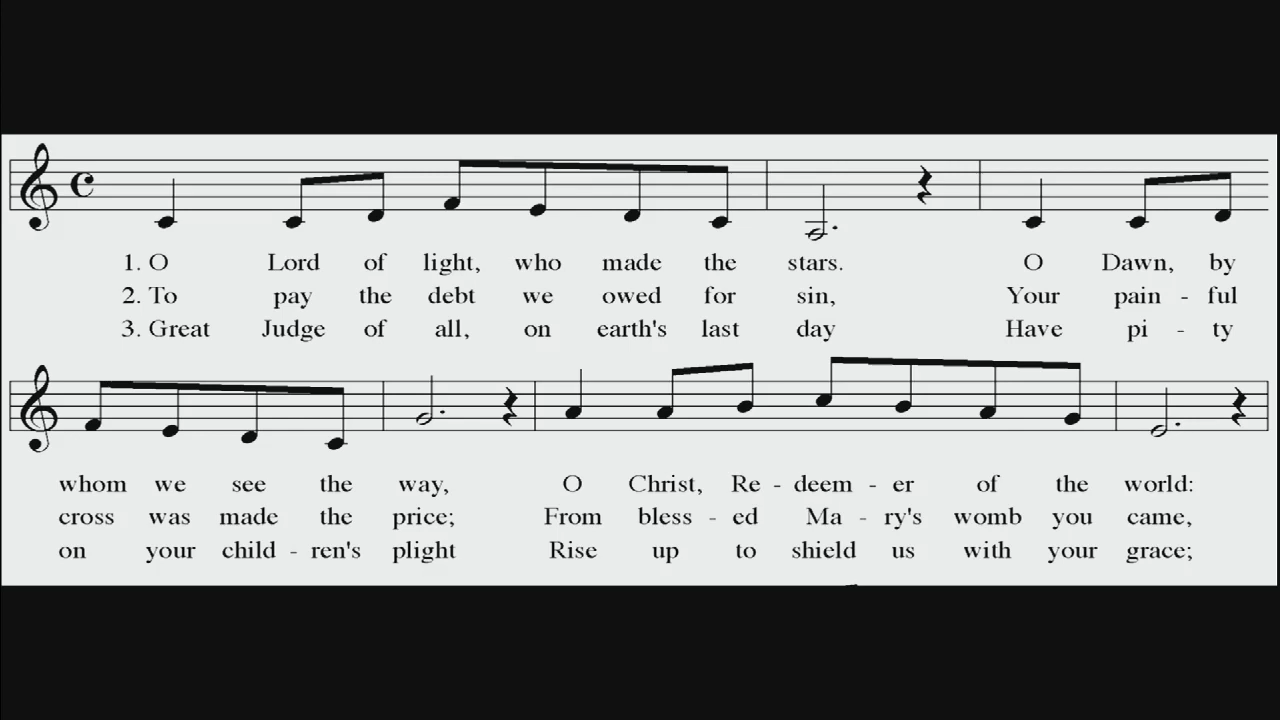 1. O Lord of light, who made the stars. O Dawn, by
2. To pay the debt we owed for sin, Your pain - ful
3. Great Judge of all, on earth's last day Have pi - ty
whom we see the way, O Christ, Re - deem - er of the world:
cross was made the price; From bless - ed Ma - ry's womb you came,
on your child - ren's plight Rise up to shield us with your grace;